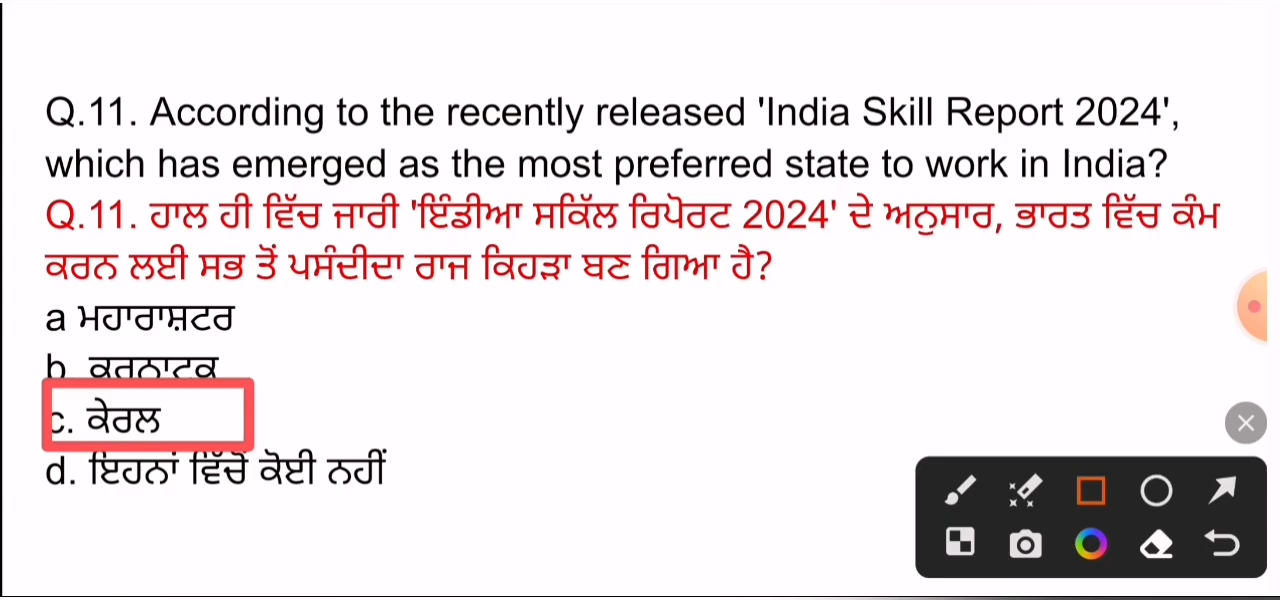 Q.11. According to the recently released 'India Skill Report 2024',
which has emerged as the most preferred state to work in India?
Q.11. ਹਾਲ ਹੀ ਵਿੱਚ ਜਾਰੀ 'ਇੰਡੀਆ ਸਕਿੱਲ ਰਿਪੋਰਟ 2024' ਦੇ ਅਨੁਸਾਰ, ਭਾਰਤ ਵਿੱਚ ਕੰਮ
ਕਰਨ ਲਈ ਸਭ ਤੋਂ ਪਸੰਦੀਦਾ ਰਾਜ ਕਿਹੜਾ ਬਣ ਗਿਆ ਹੈ?
a ਮਹਾਰਾਸ਼ਟਰ
b. ਕਰਨਾਟਕ
c. ਕੇਰਲ
d. ਇਹਨਾਂ ਵਿੱਚੋਂ ਕੋਈ ਨਹੀਂ